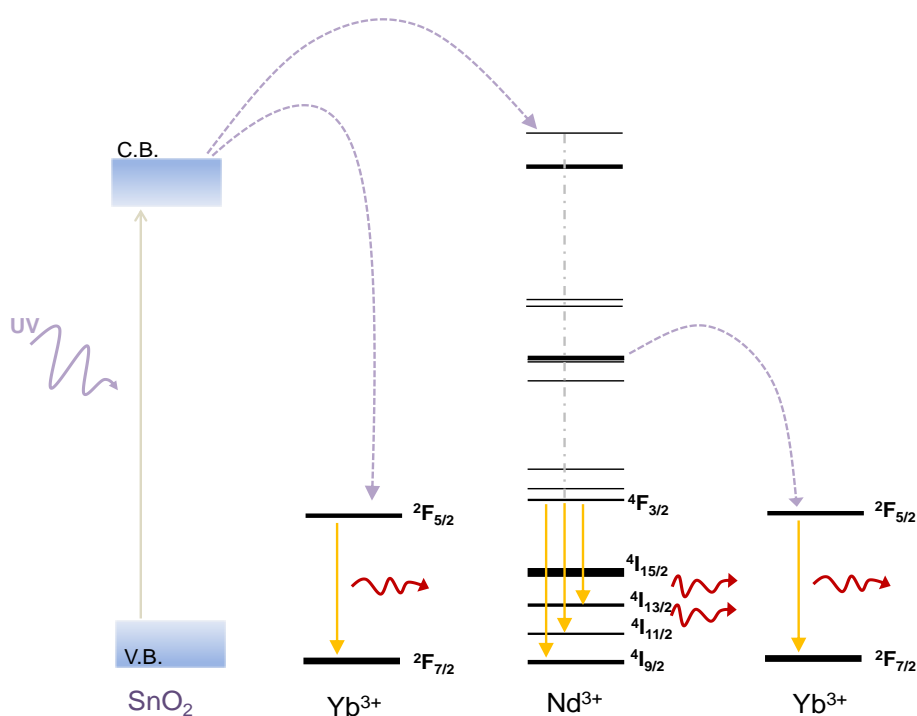 C.B.
UV
²F₅/₂
⁴F₃/₂
²F₅/₂
⁴I₁₅/₂
⁴I₁₃/₂
⁴I₁₁/₂
V.B.
²F₇/₂
⁴I₉/₂
²F₇/₂
SnO₂
Yb³⁺
Nd³⁺
Yb³⁺